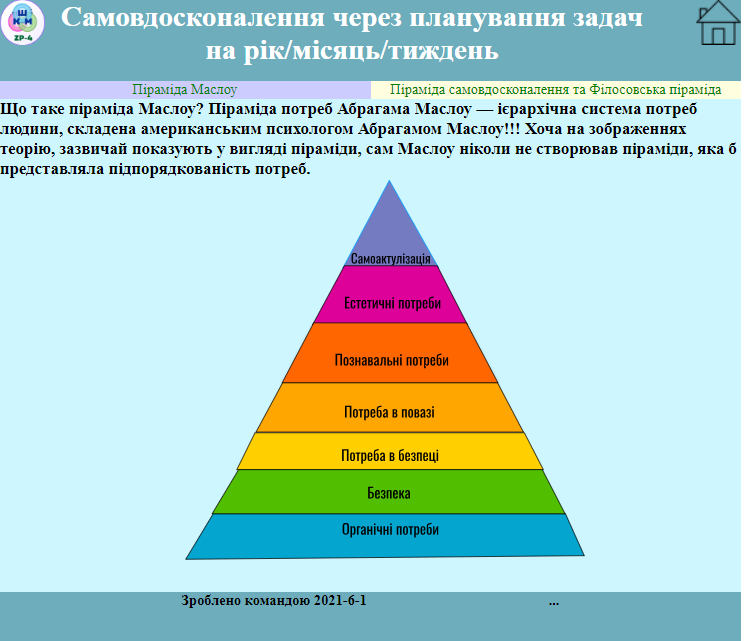 ШКМ
ZP-4
Самовдосконалення через планування задач
на рік/місяць/тиждень
Піраміда Маслоу
Піраміда самовдосконалення та Філосовська піраміда
Що таке піраміда Маслоу? Піраміда потреб Абрагама Маслоу — ієрархічна система потреб
людини, складена американським психологом Абрагамом Маслоу!!! Хоча на зображеннях
теорію, зазвичай показують у вигляді піраміди, сам Маслоу ніколи не створював піраміди, яка б
представляла підпорядкованість потреб.
Самоактулізація
Естетичні потреби
Познавальні потреби
Потреба в повазі
Потреба в безпеці
Безпека
Органічні потреби
Зроблено командою 2021-6-1
...